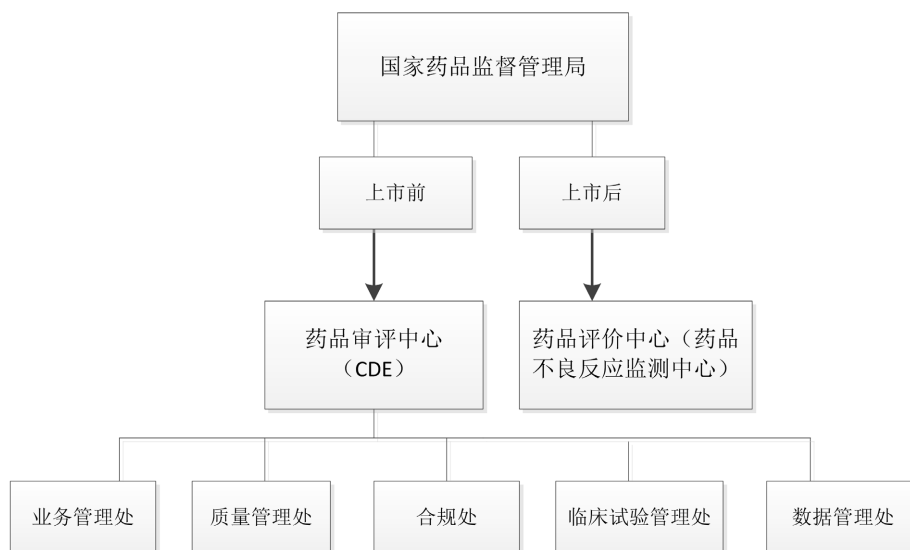 国家药品监督管理局
上市前
上市后
药品审评中心
（CDE）
药品评价中心（药品
不良反应监测中心）
业务管理处
质量管理处
合规处
临床试验管理处
数据管理处